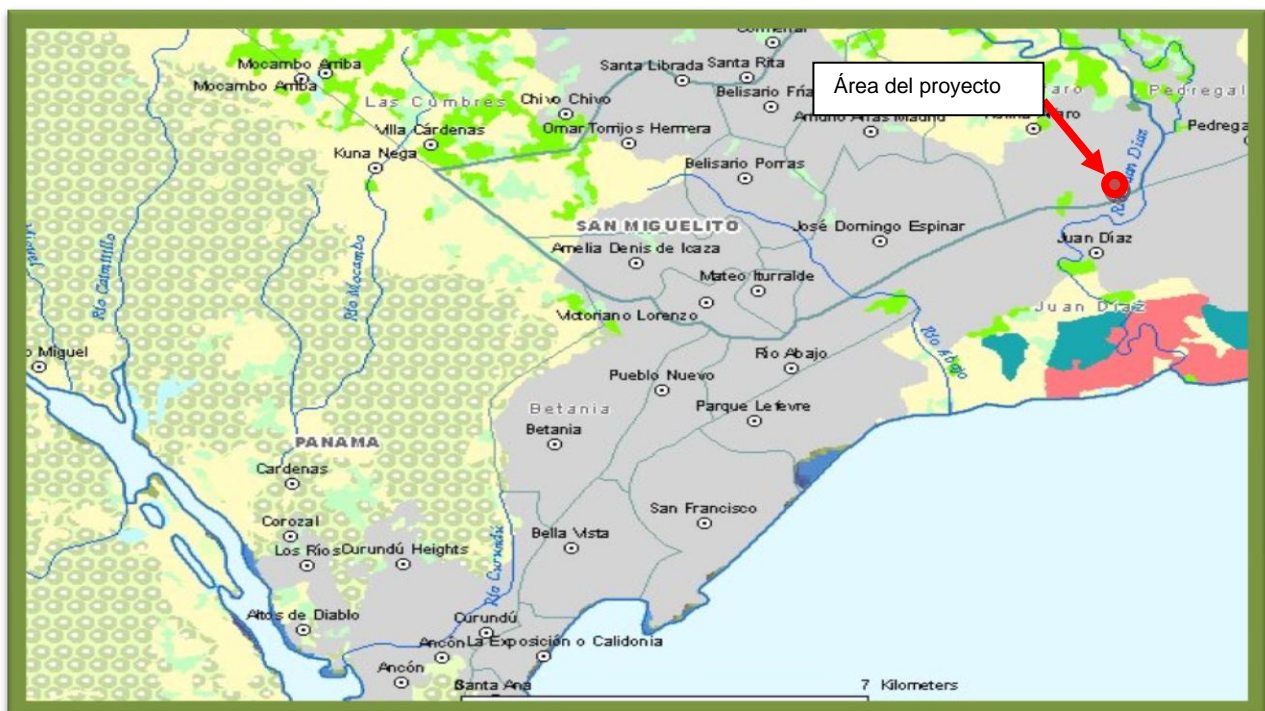 Mocambo Arriba
Mocambo Arriba
Las Cumbres
Villa Cárdenas
Kuna Nega
Chivo Chivo
Omar Torrijos Herrera
Santa Librada
Santa Rita
Belisario
Belisario Porras
Área del proyecto
Pedregal
Río Juan Díaz
SAN MIGUELITO
José Domingo Espinar
Amelia Denis de Icaza
Mateo Iturralde
Victoriano Lorenzo
Juan Díaz
Juan Díaz
Río Abajo
Río Abajo
Pueblo Nuevo
Parque Lefevre
Betania
Betania
Río Mocambo
o Miguel
PANAMA
Cardenas
Corozal
Los Ríos
Curundú Heights
San Francisco
Bella Vista
Río Curundú
Altos de Diablo
Curundú
Ancón
La Exposición o Calidonia
Ancón
Santa Ana
7 Kilometers